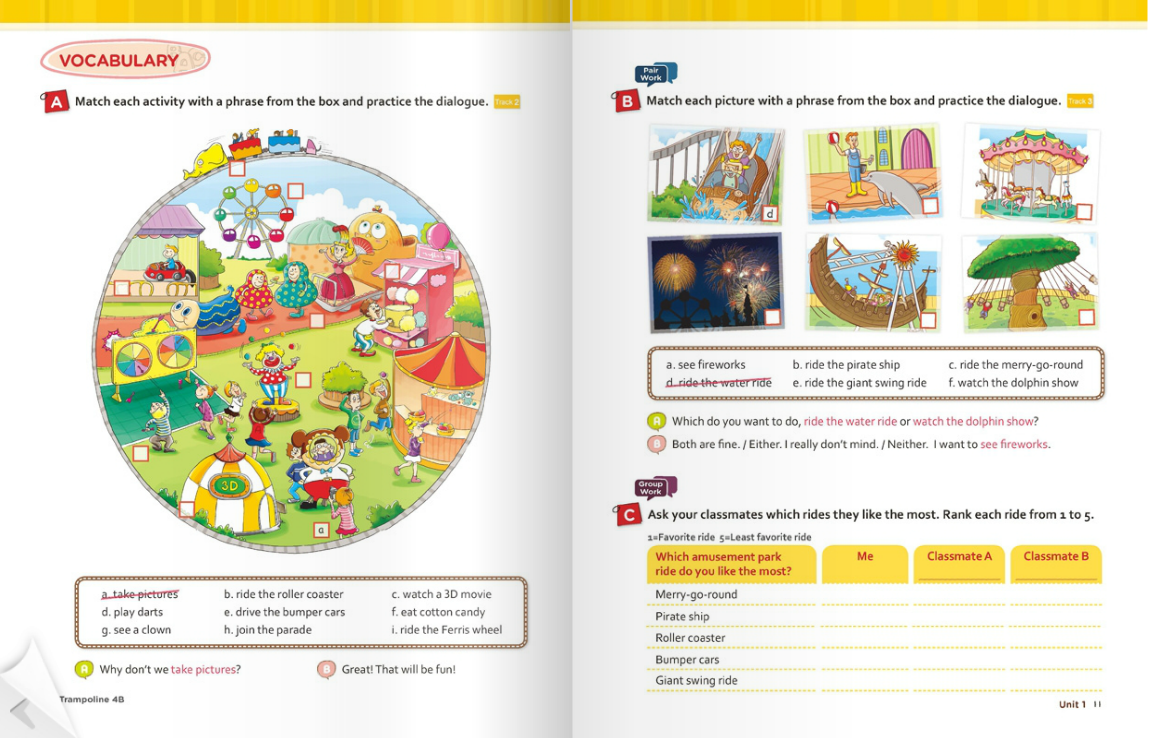 VOCABULARY
A Match each activity with a phrase from the box and practice the dialogue. Track 2
3D
a
a. take pictures b. ride the roller coaster c. watch a 3D movie
d. play darts e. drive the bumper cars f. eat cotton candy
g. see a clown h. join the parade i. ride the Ferris wheel
A Why don't we take pictures?
B Great! That will be fun!
Trampoline 4B
Pair
Work
B Match each picture with a phrase from the box and practice the dialogue. Track 3
d
a. see fireworks b. ride the pirate ship c. ride the merry-go-round
d. ride the water ride e. ride the giant swing ride f. watch the dolphin show
A Which do you want to do, ride the water ride or watch the dolphin show?
B Both are fine. / Either. I really don't mind. / Neither. I want to see fireworks.
Group
Work
C Ask your classmates which rides they like the most. Rank each ride from 1 to 5.
1=Favorite ride 5=Least favorite ride
Which amusement park
ride do you like the most?
Me
Classmate A
Classmate B
Merry-go-round
Pirate ship
Roller coaster
Bumper cars
Giant swing ride
Unit 1 11